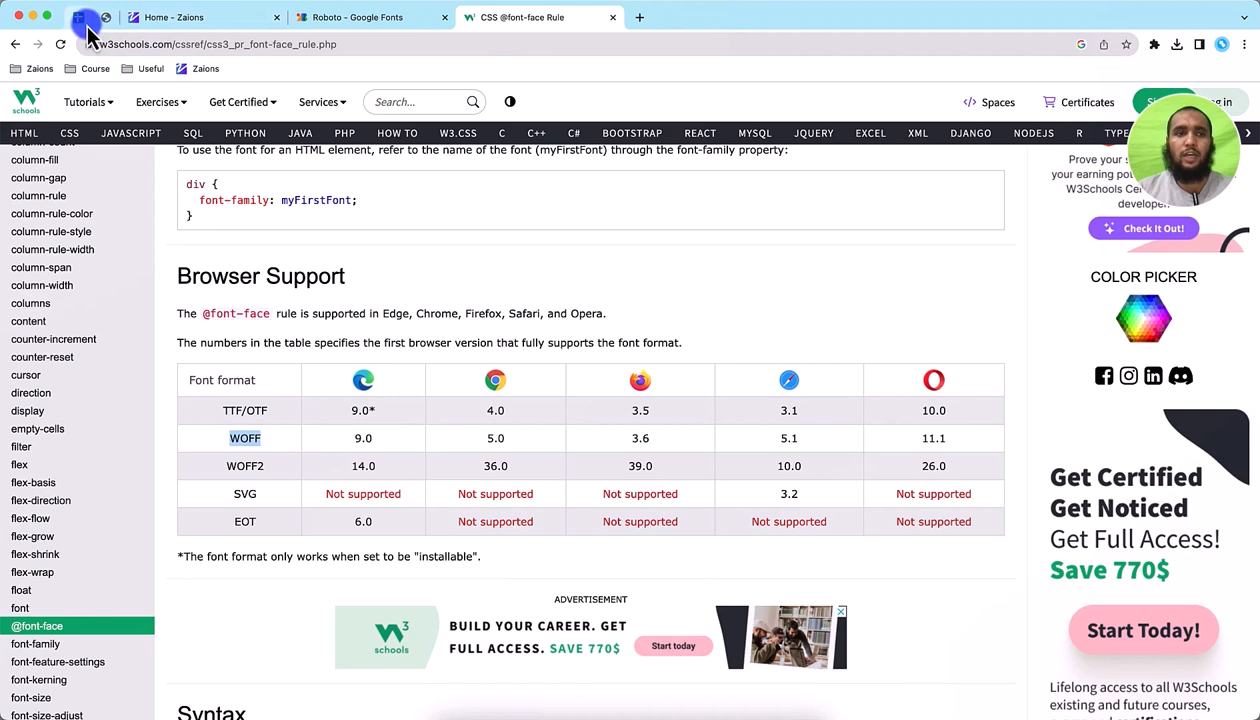 Home - Zaions
Roboto - Google Fonts
CSS @font-face Rule
w3schools.com/cssref/css3_pr_font-face_rule.php
Zaions
Course
Useful
Zaions
W3 schools
Tutorials
Exercises
Get Certified
Services
Search...
Spaces
Certificates
in
HTML CSS JAVASCRIPT SQL PYTHON JAVA PHP HOW TO W3.CSS C C++ C# BOOTSTRAP REACT MYSQL JQUERY EXCEL XML DJANGO NODEJS R
column-fill
column-gap
column-rule
column-rule-color
column-rule-style
column-rule-width
column-span
column-width
columns
content
counter-increment
counter-reset
cursor
direction
display
empty-cells
filter
flex
flex-basis
flex-direction
flex-flow
flex-grow
flex-shrink
flex-wrap
float
font
@font-face
font-family
font-feature-settings
font-kerning
font-size
font-size-adjust
To use the font for an HTML element, refer to the name of the font (myFirstFont) through the font-family property:
div {
font-family: myFirstFont;
}
Browser Support
The @font-face rule is supported in Edge, Chrome, Firefox, Safari, and Opera.
The numbers in the table specifies the first browser version that fully supports the font format.
Font format
TTF/OTF 9.0* 4.0 3.5 3.1 10.0
WOFF 9.0 5.0 3.6 5.1 11.1
WOFF2 14.0 36.0 39.0 10.0 26.0
SVG Not supported Not supported Not supported 3.2 Not supported
EOT 6.0 Not supported Not supported Not supported Not supported
*The font format only works when set to be "installable".
ADVERTISEMENT
W3 schools
BUILD YOUR CAREER. GET
FULL ACCESS. SAVE 770$
Start today
Syntax
Prove your
your earning
W3Schools
Check It Out!
COLOR PICKER
Get Certified
Get Noticed
Get Full Access!
Save 770$
Start Today!
Lifelong access to all W3Schools
existing and future courses,